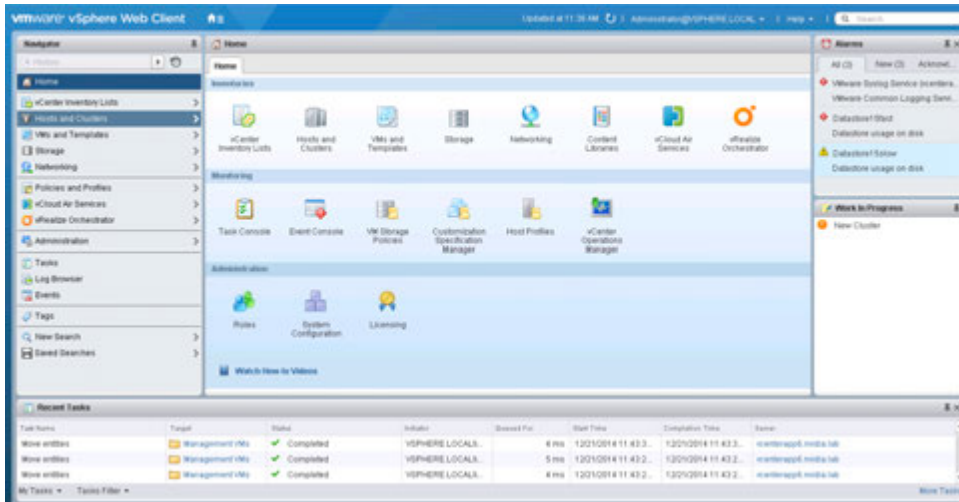 vmware vSphere Web Client
Updated at 11:38 AM
Administrator@VSPHERE.LOCAL
Help
Search
Navigator
History
Home
vCenter Inventory Lists
Hosts and Clusters
VMs and Templates
Storage
Networking
Policies and Profiles
vCloud Air Services
vRealize Orchestrator
Administration
Tasks
Log Browser
Events
Tags
New Search
Saved Searches
Home
Home
Inventories
vCenter Inventory Lists
Hosts and Clusters
VMs and Templates
Storage
Networking
Content Libraries
vCloud Air Services
vRealize Orchestrator
Monitoring
Task Console
Event Console
VM Storage Policies
Customization Specification Manager
Host Profiles
vCenter Operations Manager
Administration
Roles
System Configuration
Licensing
Watch How-to Videos
Alarms
All (3) New (3) Acknowl...
VMware Syslog Service (vcentera...
VMware Common Logging Servi...
Datastore usage on disk
Datastore usage on disk
Work In Progress
New Cluster
Recent Tasks
Task Name Target Status Initiator Queued For Start Time Completion Time Server
Move entities Management VMs Completed VSPHERE.LOCAL\... 4 ms 12/21/2014 11:43:3... 12/21/2014 11:43:3...
Move entities Management VMs Completed VSPHERE.LOCAL\... 5 ms 12/21/2014 11:43:2... 12/21/2014 11:43:2...
Move entities Management VMs Completed VSPHERE.LOCAL\... 4 ms 12/21/2014 11:43:2... 12/21/2014 11:43:2...
My Tasks Tasks Filter More Tasks